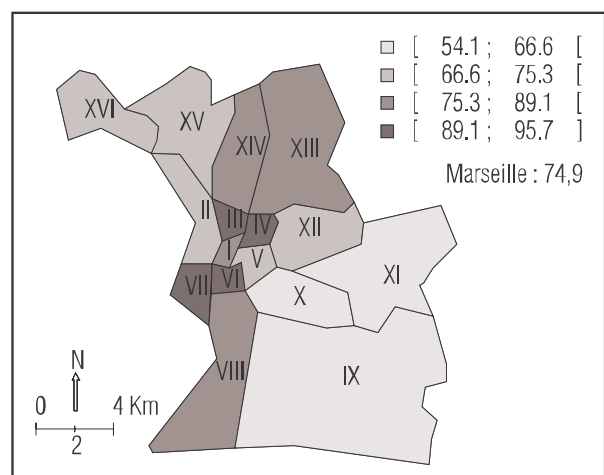 [ 54.1 ; 66.6 [
[ 66.6 ; 75.3 [
[ 75.3 ; 89.1 [
[ 89.1 ; 95.7 ]
Marseille : 74,9
XVI
XV
XIV
XIII
II
III
IV
XII
I
V
XI
VII
VI
X
VIII
IX
N
0 4 Km
2